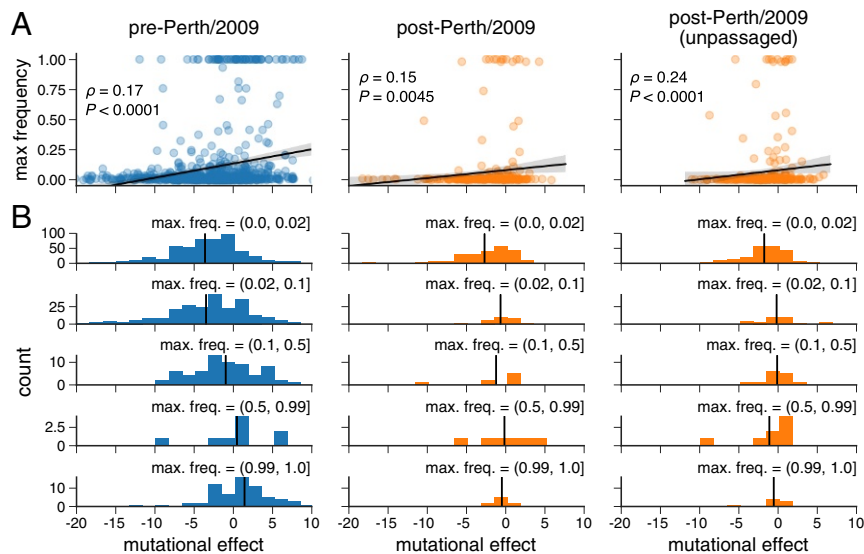 A
pre-Perth/2009
post-Perth/2009
post-Perth/2009
(unpassaged)
max frequency
1.00
0.75
0.50
0.25
0.00
ρ = 0.17
P < 0.0001
ρ = 0.15
P = 0.0045
ρ = 0.24
P < 0.0001
B
count
max. freq. = (0.0, 0.02]
max. freq. = (0.0, 0.02]
max. freq. = (0.0, 0.02]
100
50
0
max. freq. = (0.02, 0.1]
max. freq. = (0.02, 0.1]
max. freq. = (0.02, 0.1]
25
0
max. freq. = (0.1, 0.5]
max. freq. = (0.1, 0.5]
max. freq. = (0.1, 0.5]
10
0
max. freq. = (0.5, 0.99]
max. freq. = (0.5, 0.99]
max. freq. = (0.5, 0.99]
2.5
0
max. freq. = (0.99, 1.0]
max. freq. = (0.99, 1.0]
max. freq. = (0.99, 1.0]
10
0
-20 -15 -10 -5 0 5 10
-20 -15 -10 -5 0 5 10
-20 -15 -10 -5 0 5 10
mutational effect
mutational effect
mutational effect